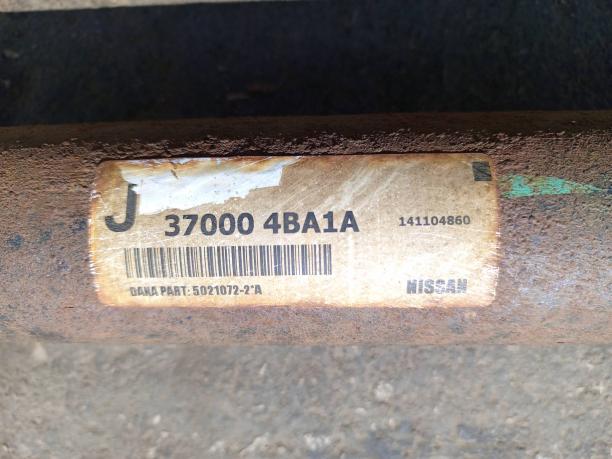 J
37000 4BA1A
141104860
DANA PART: 5021072-2*A
NISSAN